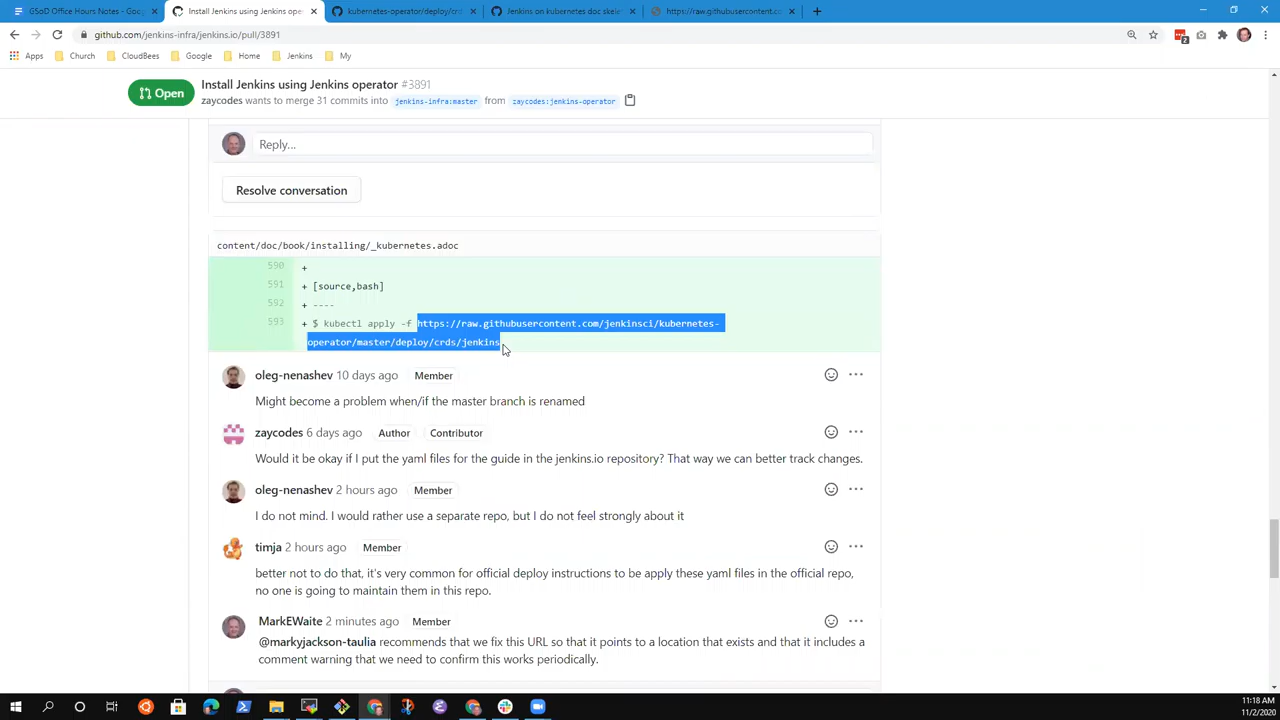 GSoD Office Hours Notes - Goog
Install Jenkins using Jenkins ope
kubernetes-operator/deploy/crd
Jenkins on kubernetes doc skele
https://raw.githubusercontent.co
github.com/jenkins-infra/jenkins.io/pull/3891
2
Apps
Church
CloudBees
Google
Home
Jenkins
My
Open
Install Jenkins using Jenkins operator #3891
zaycodes wants to merge 31 commits into jenkins-infra:master from zaycodes:jenkins-operator
Reply...
Resolve conversation
content/doc/book/installing/_kubernetes.adoc
590 +
591 + [source,bash]
592 + ----
593 + $ kubectl apply -f https://raw.githubusercontent.com/jenkinsci/kubernetes-
operator/master/deploy/crds/jenkins
oleg-nenashev 10 days ago Member
Might become a problem when/if the master branch is renamed
zaycodes 6 days ago Author Contributor
Would it be okay if I put the yaml files for the guide in the jenkins.io repository? That way we can better track changes.
oleg-nenashev 2 hours ago Member
I do not mind. I would rather use a separate repo, but I do not feel strongly about it
timja 2 hours ago Member
better not to do that, it's very common for official deploy instructions to be apply these yaml files in the official repo,
no one is going to maintain them in this repo.
MarkEWaite 2 minutes ago Member
@markyjackson-taulia recommends that we fix this URL so that it points to a location that exists and that it includes a
comment warning that we need to confirm this works periodically.
11:18 AM
11/2/2020